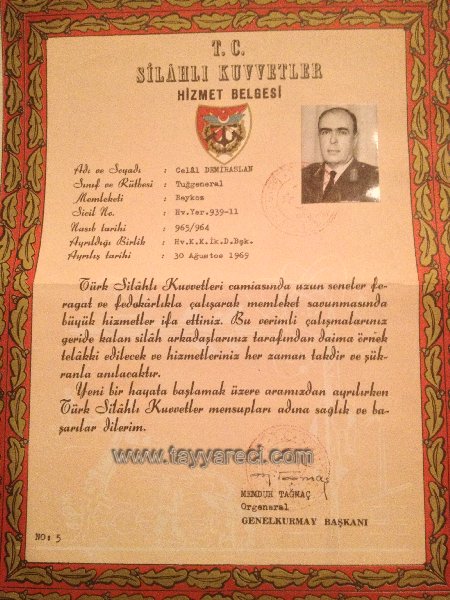 T. C.
SİLÂHLI KUVVETLER
HİZMET BELGESİ
Adı ve Soyadı : Celâl DEMİRASLAN
Sınıf ve Rütbesi : Tuğgeneral
Memleketi : Beykoz
Sicil No. : Hv.Yer.939-11
Nasıb tarihi : 965/964
Ayrıldığı Birlik : Hv.K.K.İk.D.Bşk.
Ayrılış tarihi : 30 Ağustos 1969
Türk Silâhlı Kuvvetleri camiasında uzun seneler fe-
ragat ve fedakârlıkla çalışarak memleket savunmasında
büyük hizmetler ifa ettiniz. Bu verimli çalışmalarınız
geride kalan silâh arkadaşlarınız tarafından daima örnek
telâkki edilecek ve hizmetleriniz her zaman takdir ve şük-
ranla anılacaktır.
Yeni bir hayata başlamak üzere aramızdan ayrılırken
Türk Silâhlı Kuvvetler mensupları adına sağlık ve ba-
şarılar dilerim.
www.tayyareci.com
MEMDUH TAĞMAÇ
Orgeneral
GENELKURMAY BAŞKANI
NO: 5